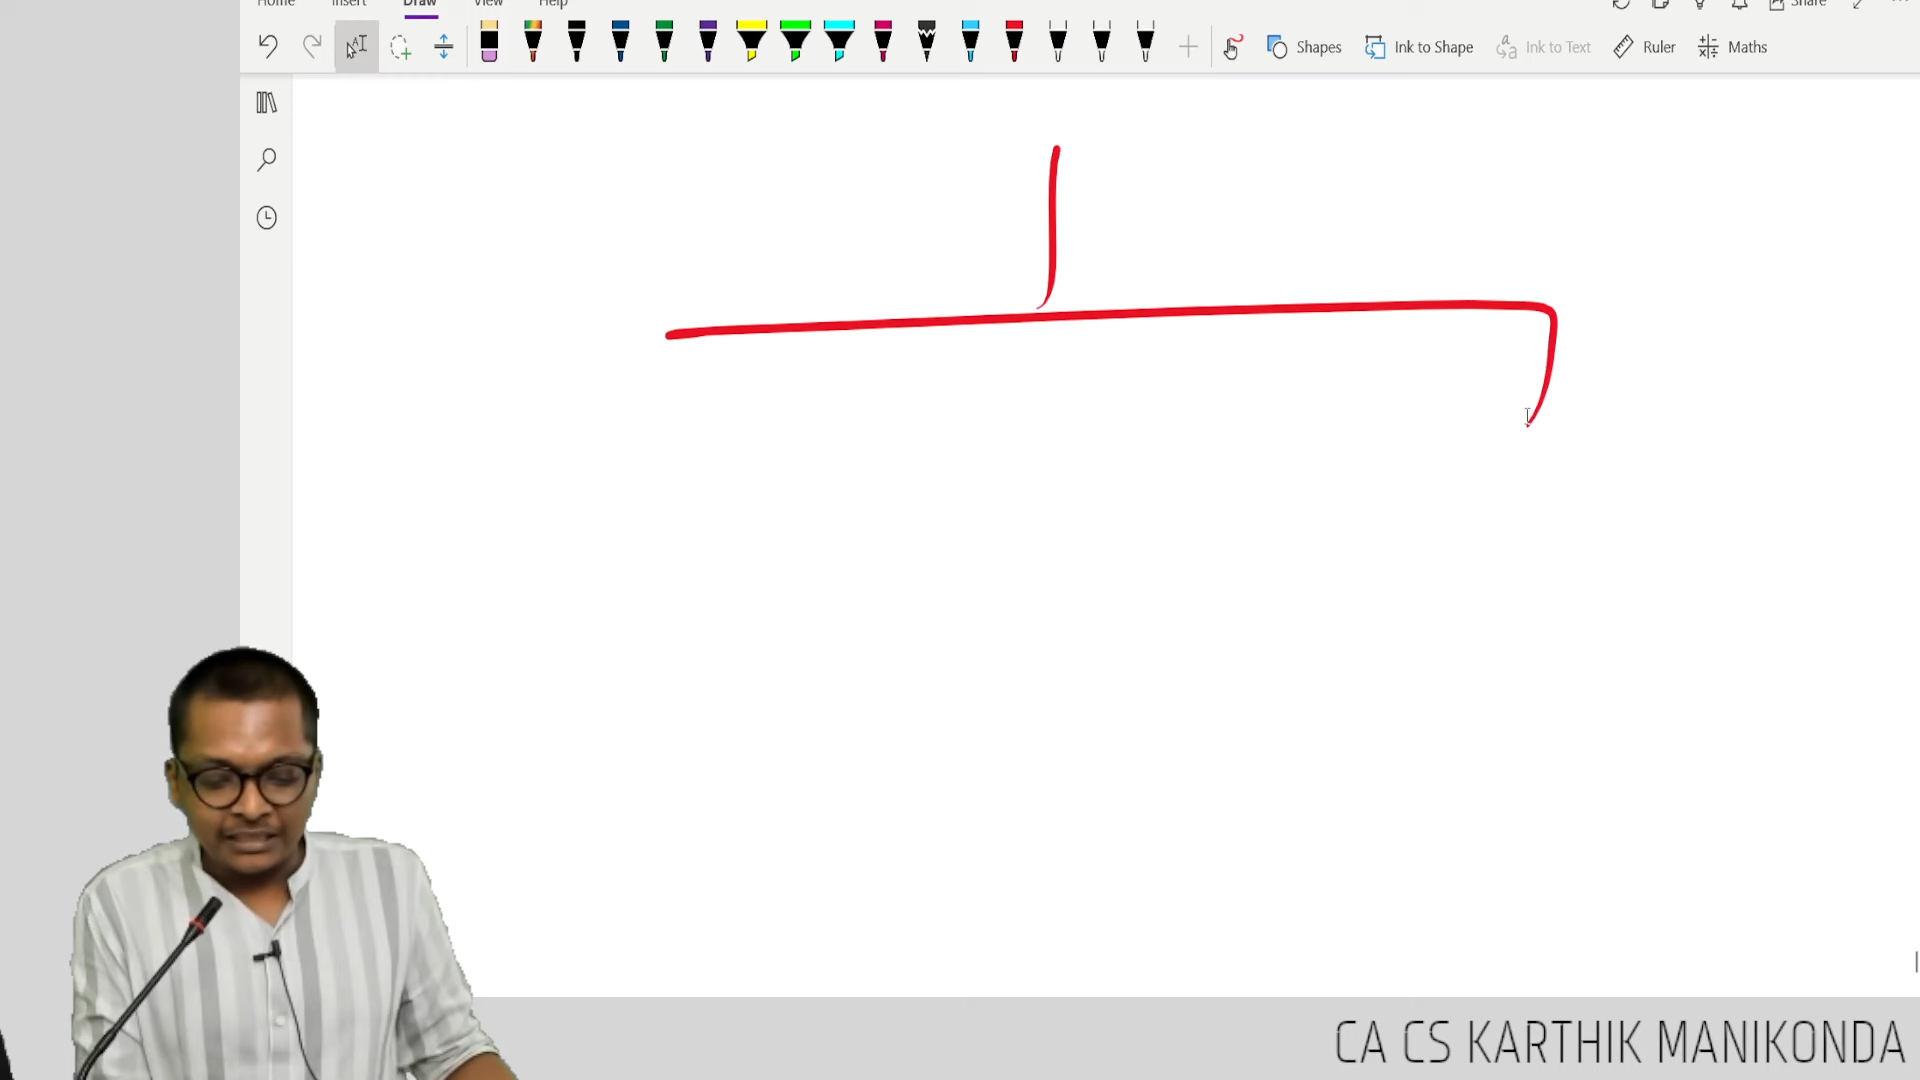 Home Insert Draw View Help Share
Shapes Ink to Shape Ink to Text Ruler Maths
CA CS KARTHIK MANIKONDA